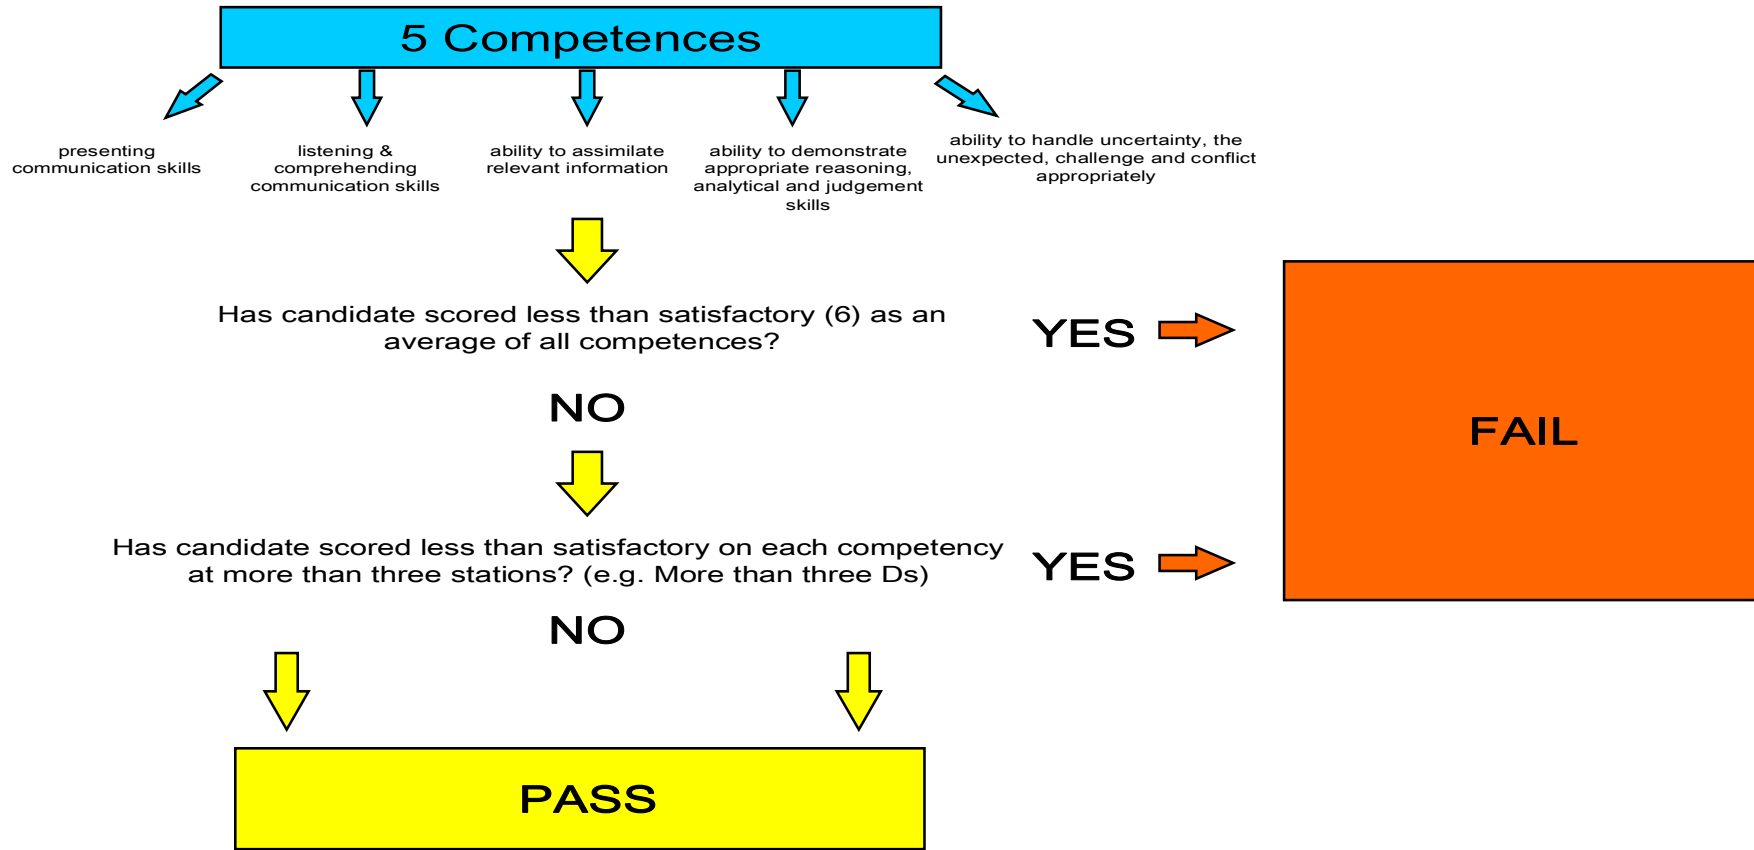 5 Competences
presenting
communication skills
listening &
comprehending
communication skills
ability to assimilate
relevant information
ability to demonstrate
appropriate reasoning,
analytical and judgement
skills
ability to handle uncertainty, the
unexpected, challenge and conflict
appropriately
Has candidate scored less than satisfactory (6) as an
average of all competences?
YES
NO
FAIL
Has candidate scored less than satisfactory on each competency
at more than three stations? (e.g. More than three Ds)
YES
NO
PASS